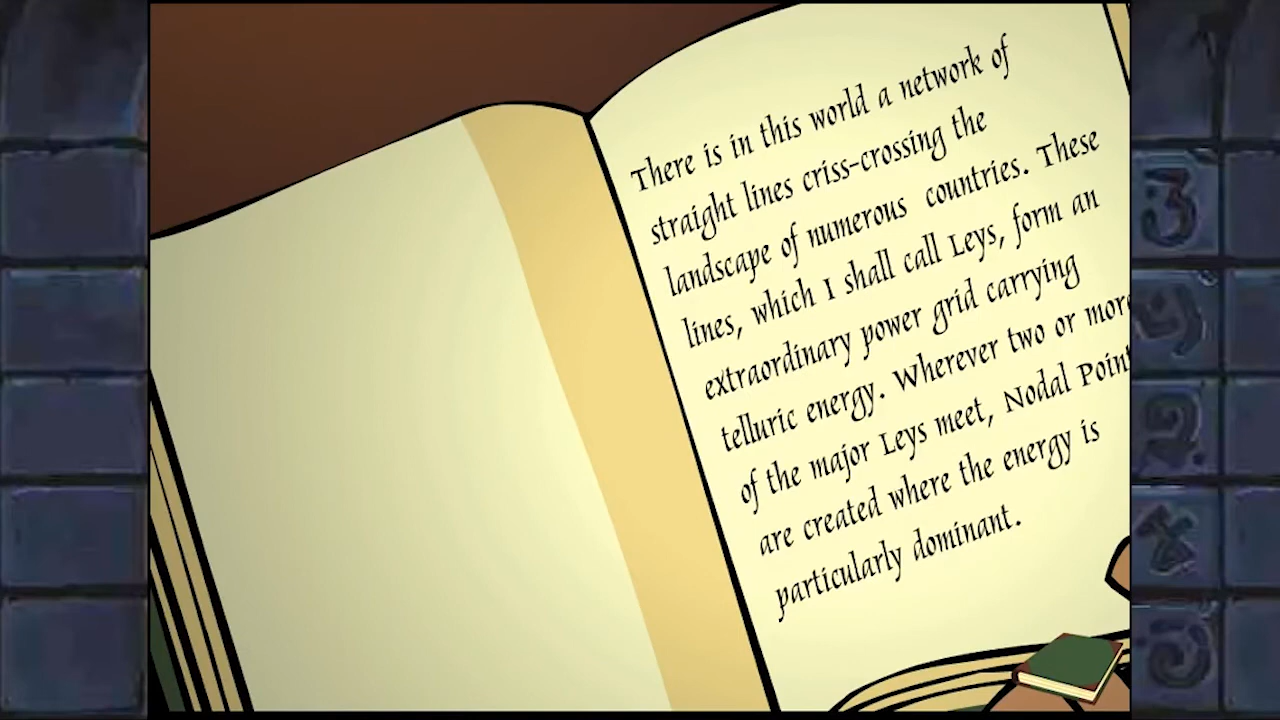 There is in this world a network of
straight lines criss-crossing the
landscape of numerous countries. These
lines, which I shall call Leys, form an
extraordinary power grid carrying
telluric energy. Wherever two or more
of the major Leys meet, Nodal Point
are created where the energy is
particularly dominant.